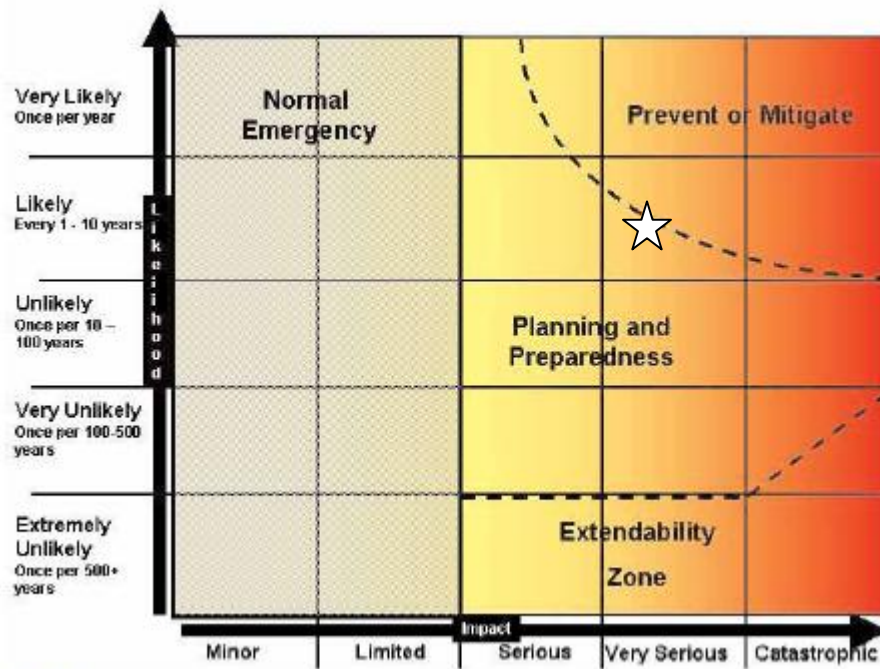 Very Likely
Once per year
Normal
Emergency
Prevent or Mitigate
Likely
Every 1 - 10 years
Likelihood
Unlikely
Once per 10 –
100 years
Planning and
Preparedness
Very Unlikely
Once per 100-500
years
Extremely
Unlikely
Once per 500+
years
Extendability
Zone
Impact
Minor
Limited
Serious
Very Serious
Catastrophic